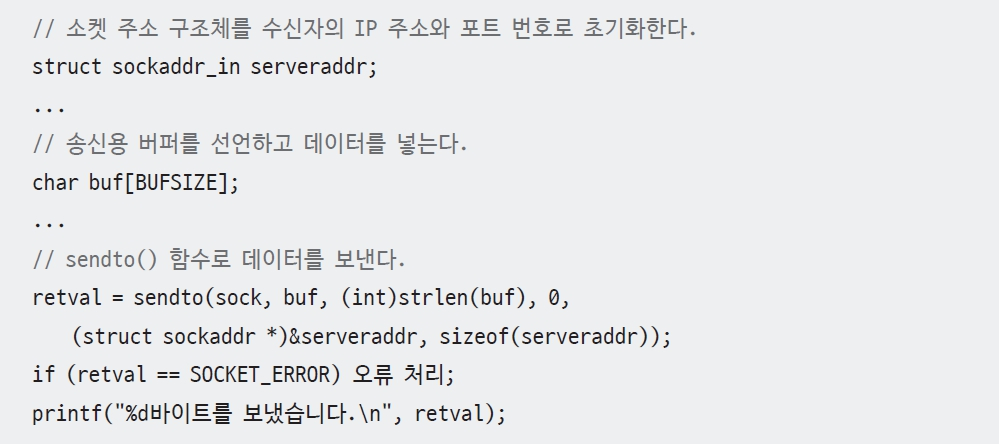 // 소켓 주소 구조체를 수신자의 IP 주소와 포트 번호로 초기화한다.
struct sockaddr_in serveraddr;
...
// 송신용 버퍼를 선언하고 데이터를 넣는다.
char buf[BUFSIZE];
...
// sendto() 함수로 데이터를 보낸다.
retval = sendto(sock, buf, (int)strlen(buf), 0,
    (struct sockaddr *)&serveraddr, sizeof(serveraddr));
if (retval == SOCKET_ERROR) 오류 처리;
printf("%d바이트를 보냈습니다.\n", retval);